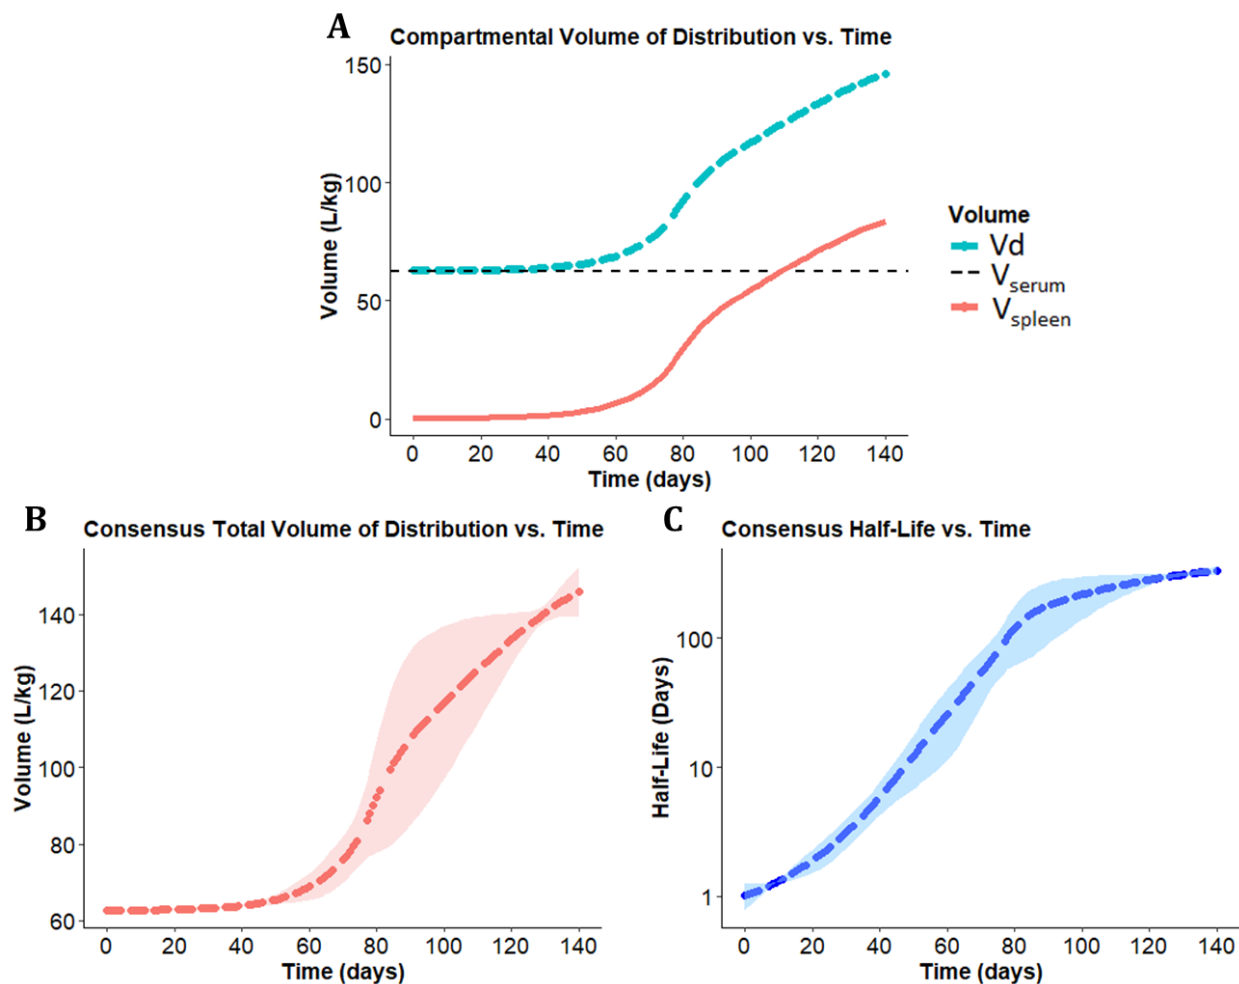 A
Compartmental Volume of Distribution vs. Time
Volume (L/kg)
150
100
50
0
0 20 40 60 80 100 120 140
Time (days)
Volume
Vd
Vserum
Vspleen
B
Consensus Total Volume of Distribution vs. Time
Volume (L/kg)
140
120
100
80
60
0 20 40 60 80 100 120 140
Time (days)
C
Consensus Half-Life vs. Time
Half-Life (Days)
100
10
1
0 20 40 60 80 100 120 140
Time (days)